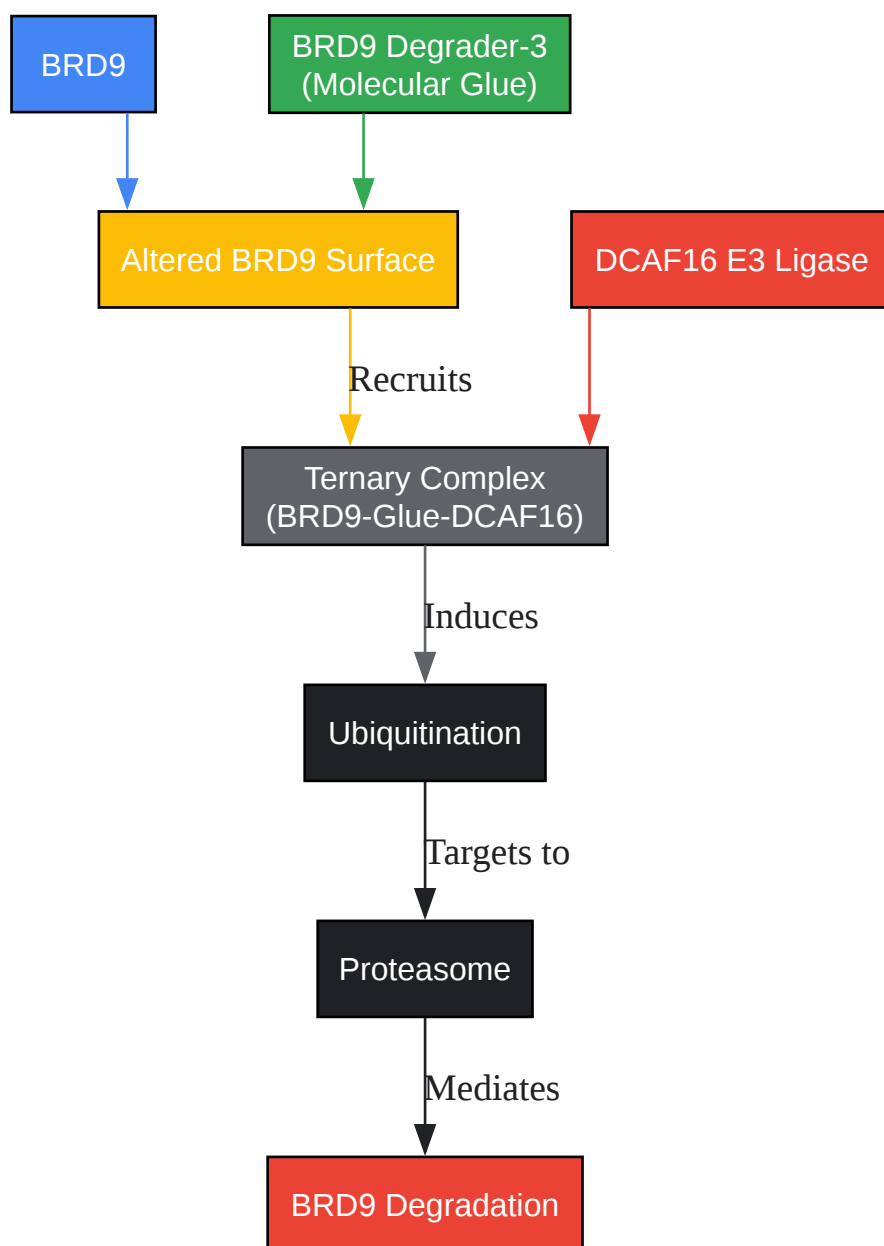 BRD9
BRD9 Degrader-3
(Molecular Glue)
Altered BRD9 Surface
DCAF16 E3 Ligase
Recruits
Ternary Complex
(BRD9-Glue-DCAF16)
Induces
Ubiquitination
Targets to
Proteasome
Mediates
BRD9 Degradation